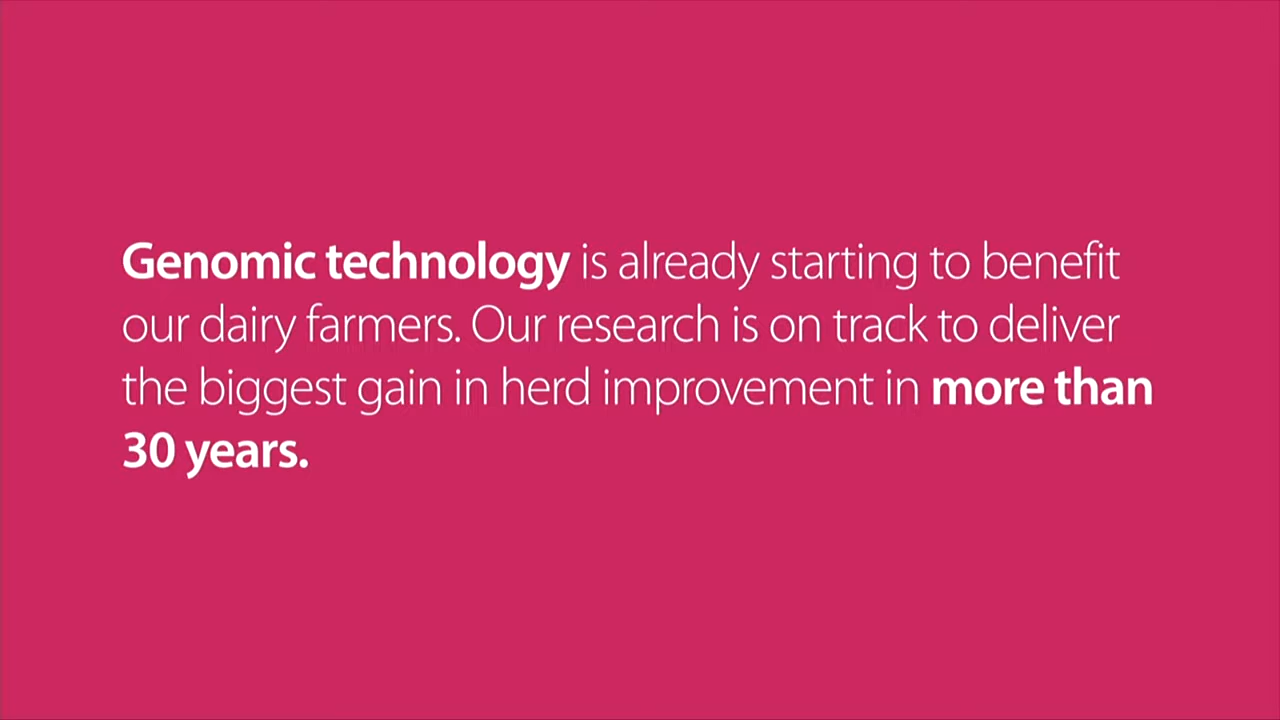 Genomic technology is already starting to benefit
our dairy farmers. Our research is on track to deliver
the biggest gain in herd improvement in more than
30 years.